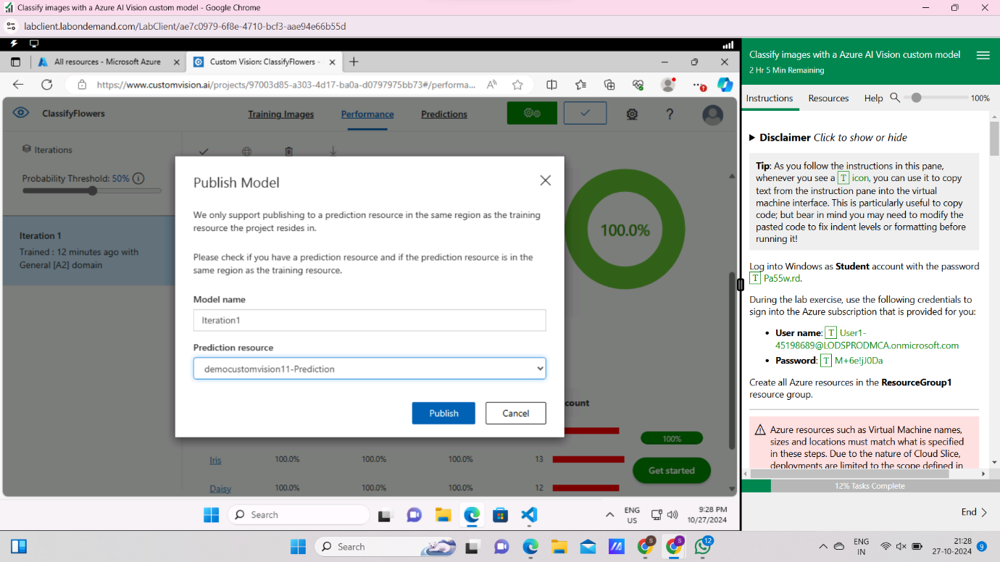 Classify images with a Azure AI Vision custom model - Google Chrome
labclient.labondemand.com/LabClient/ae7c0979-6f8e-4710-bcf3-aae94e66b55d
All resources - Microsoft Azure
Custom Vision: ClassifyFlowers -
https://www.customvision.ai/projects/97003d85-a303-4d17-ba0a-d0797975bb73#/performa...
ClassifyFlowers
Training Images
Performance
Predictions
Iterations
Probability Threshold: 50%
Iteration 1
Trained : 12 minutes ago with
General [A2] domain
Publish Model
We only support publishing to a prediction resource in the same region as the training
resource the project resides in.
Please check if you have a prediction resource and if the prediction resource is in the
same region as the training resource.
Model name
Iteration1
Prediction resource
democustomvision11-Prediction
Publish
Cancel
100.0%
count
100%
Iris 100.0% 100.0% 100.0% 13
Get started
Daisy 100.0% 100.0% 100.0% 12
Search
ENG
US
9:28 PM
10/27/2024
Classify images with a Azure AI Vision custom model
2 Hr 5 Min Remaining
Instructions Resources Help 100%
Disclaimer Click to show or hide
Tip: As you follow the instructions in this pane,
whenever you see a T icon, you can use it to copy
text from the instruction pane into the virtual
machine interface. This is particularly useful to copy
code; but bear in mind you may need to modify the
pasted code to fix indent levels or formatting before
running it!
Log into Windows as Student account with the password
T Pa55w.rd.
During the lab exercise, use the following credentials to
sign into the Azure subscription that is provided for you:
• User name: T User1-
45198689@LODSPRODMCA.onmicrosoft.com
• Password: T M+6e!jJ0Da
Create all Azure resources in the ResourceGroup1
resource group.
Azure resources such as Virtual Machine names,
sizes and locations must match what is specified
in these steps. Due to the nature of Cloud Slice,
deployments are limited to the scope defined in
12% Tasks Complete
End
Search
S
S
12
ENG
IN
21:28
27-10-2024
9